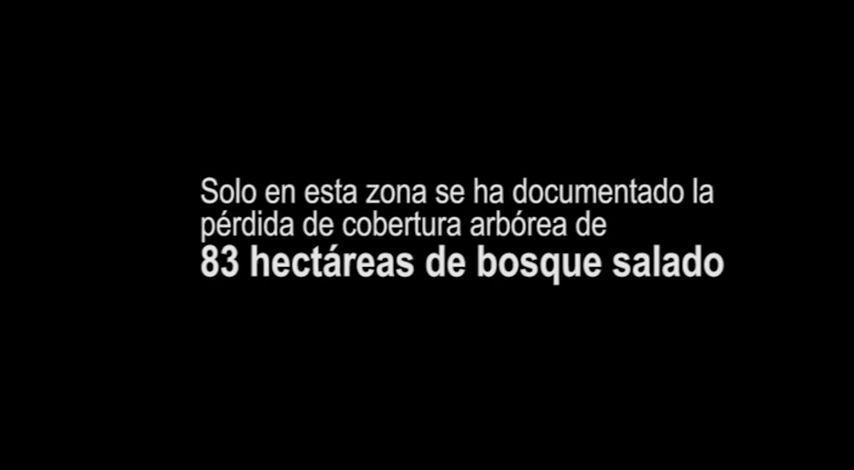 Solo en esta zona se ha documentado la
pérdida de cobertura arbórea de
83 hectáreas de bosque salado